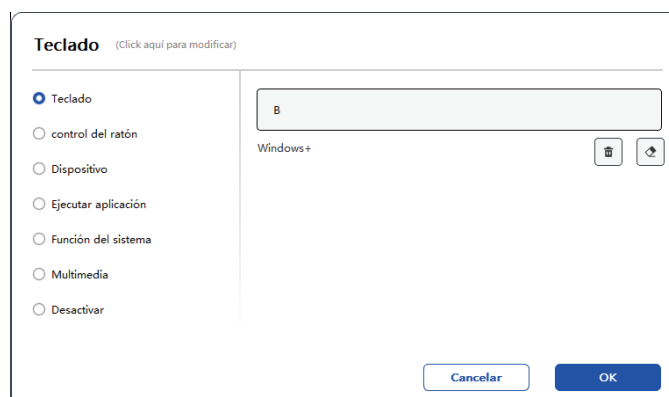 Teclado (Click aquí para modificar)
Teclado
control del ratón
Dispositivo
Ejecutar aplicación
Función del sistema
Multimedia
Desactivar
B
Windows+
Cancelar
OK